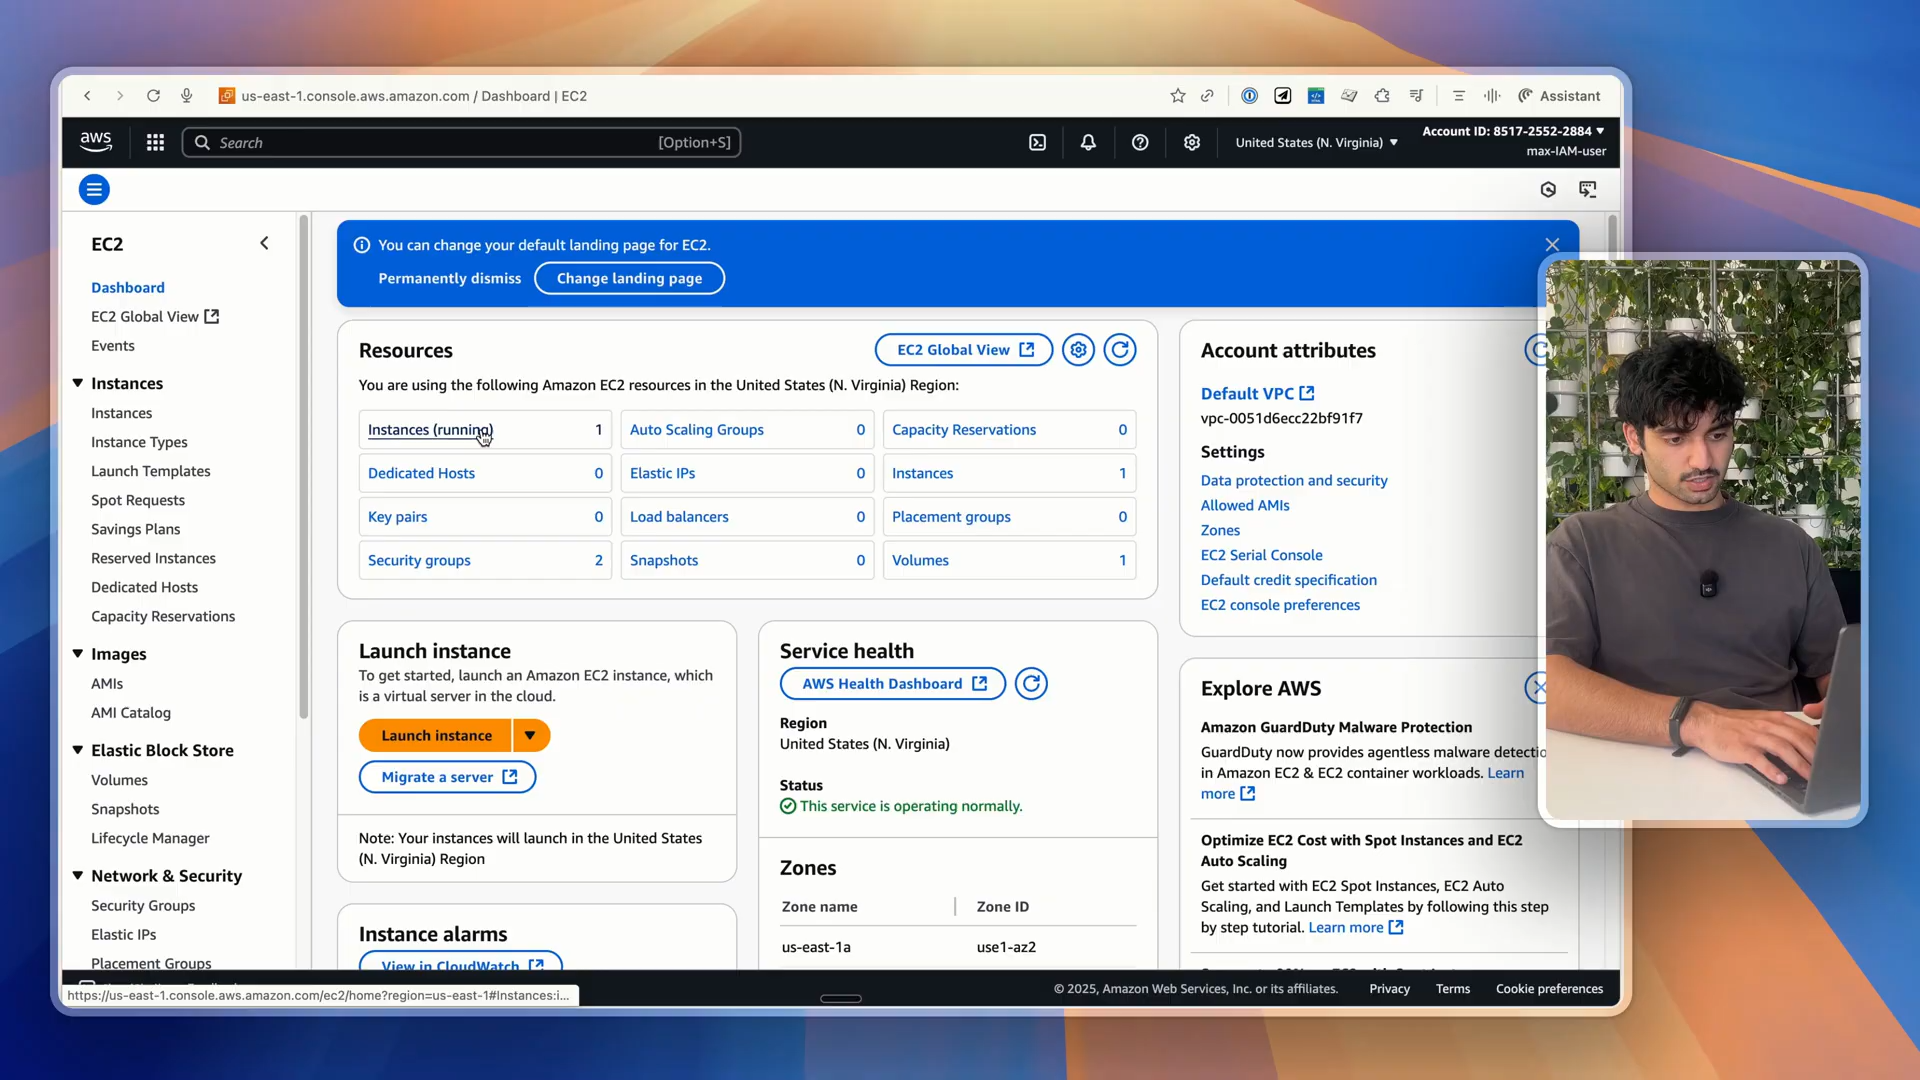 us-east-1.console.aws.amazon.com / Dashboard | EC2
Assistant
aws
Search
[Option+S]
United States (N. Virginia)
Account ID: 8517-2552-2884
max-IAM-user
EC2
Dashboard
EC2 Global View
Events
Instances
Instances
Instance Types
Launch Templates
Spot Requests
Savings Plans
Reserved Instances
Dedicated Hosts
Capacity Reservations
Images
AMIs
AMI Catalog
Elastic Block Store
Volumes
Snapshots
Lifecycle Manager
Network & Security
Security Groups
Elastic IPs
Placement Groups
You can change your default landing page for EC2.
Permanently dismiss
Change landing page
Resources
EC2 Global View
You are using the following Amazon EC2 resources in the United States (N. Virginia) Region:
Instances (running) 1
Auto Scaling Groups 0
Capacity Reservations 0
Dedicated Hosts 0
Elastic IPs 0
Instances 1
Key pairs 0
Load balancers 0
Placement groups 0
Security groups 2
Snapshots 0
Volumes 1
Launch instance
To get started, launch an Amazon EC2 instance, which
is a virtual server in the cloud.
Launch instance
Migrate a server
Note: Your instances will launch in the United States
(N. Virginia) Region
Instance alarms
View in CloudWatch
Service health
AWS Health Dashboard
Region
United States (N. Virginia)
Status
This service is operating normally.
Zones
Zone name
Zone ID
us-east-1a
use1-az2
Account attributes
Default VPC
vpc-0051d6ecc22bf91f7
Settings
Data protection and security
Allowed AMIs
Zones
EC2 Serial Console
Default credit specification
EC2 console preferences
Explore AWS
Amazon GuardDuty Malware Protection
GuardDuty now provides agentless malware detectio
in Amazon EC2 & EC2 container workloads. Learn
more
Optimize EC2 Cost with Spot Instances and EC2
Auto Scaling
Get started with EC2 Spot Instances, EC2 Auto
Scaling, and Launch Templates by following this step
by step tutorial. Learn more
https://us-east-1.console.aws.amazon.com/ec2/home?region=us-east-1#Instances:i...
© 2025, Amazon Web Services, Inc. or its affiliates.
Privacy
Terms
Cookie preferences